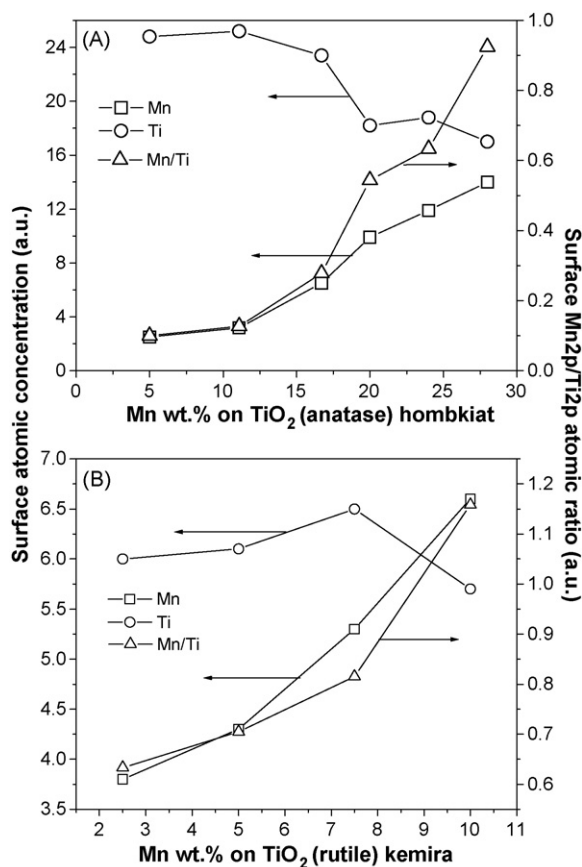 (A)
24
20
16
12
8
4
0
Mn
Ti
Mn/Ti
1.0
0.8
0.6
0.4
0.2
0.0
0 5 10 15 20 25 30
Mn wt.% on TiO₂ (anatase) hombkiat
Surface atomic concentration (a.u.)
Surface Mn2p/Ti2p atomic ratio (a.u.)
(B)
7.0
6.5
6.0
5.5
5.0
4.5
4.0
3.5
Mn
Ti
Mn/Ti
1.2
1.1
1.0
0.9
0.8
0.7
0.6
2 3 4 5 6 7 8 9 10 11
Mn wt.% on TiO₂ (rutile) kemira